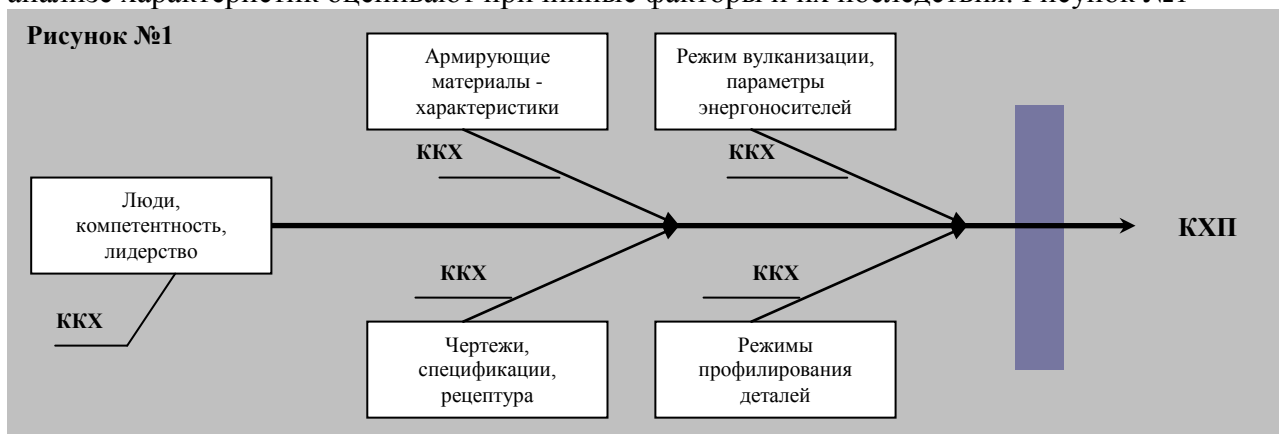 анализе характеристик оценивают причинные факторы и их последствия. Рисунок №1
Рисунок №1
Армирующие
материалы -
характеристики
Режим вулканизации,
параметры
энергоносителей
ККХ
ККХ
Люди,
компетентность,
лидерство
КХП
ККХ
ККХ
ККХ
Чертежи,
спецификации,
рецептура
Режимы
профилирования
деталей